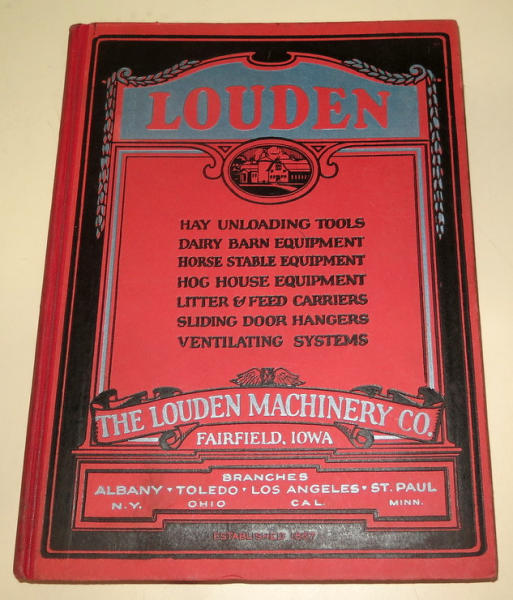 LOUDEN
HAY UNLOADING TOOLS
DAIRY BARN EQUIPMENT
HORSE STABLE EQUIPMENT
HOG HOUSE EQUIPMENT
LITTER & FEED CARRIERS
SLIDING DOOR HANGERS
VENTILATING SYSTEMS
THE LOUDEN MACHINERY CO.
FAIRFIELD, IOWA
BRANCHES
ALBANY • TOLEDO • LOS ANGELES • ST. PAUL
N.Y. OHIO CAL. MINN.
ESTABLISHED 1867